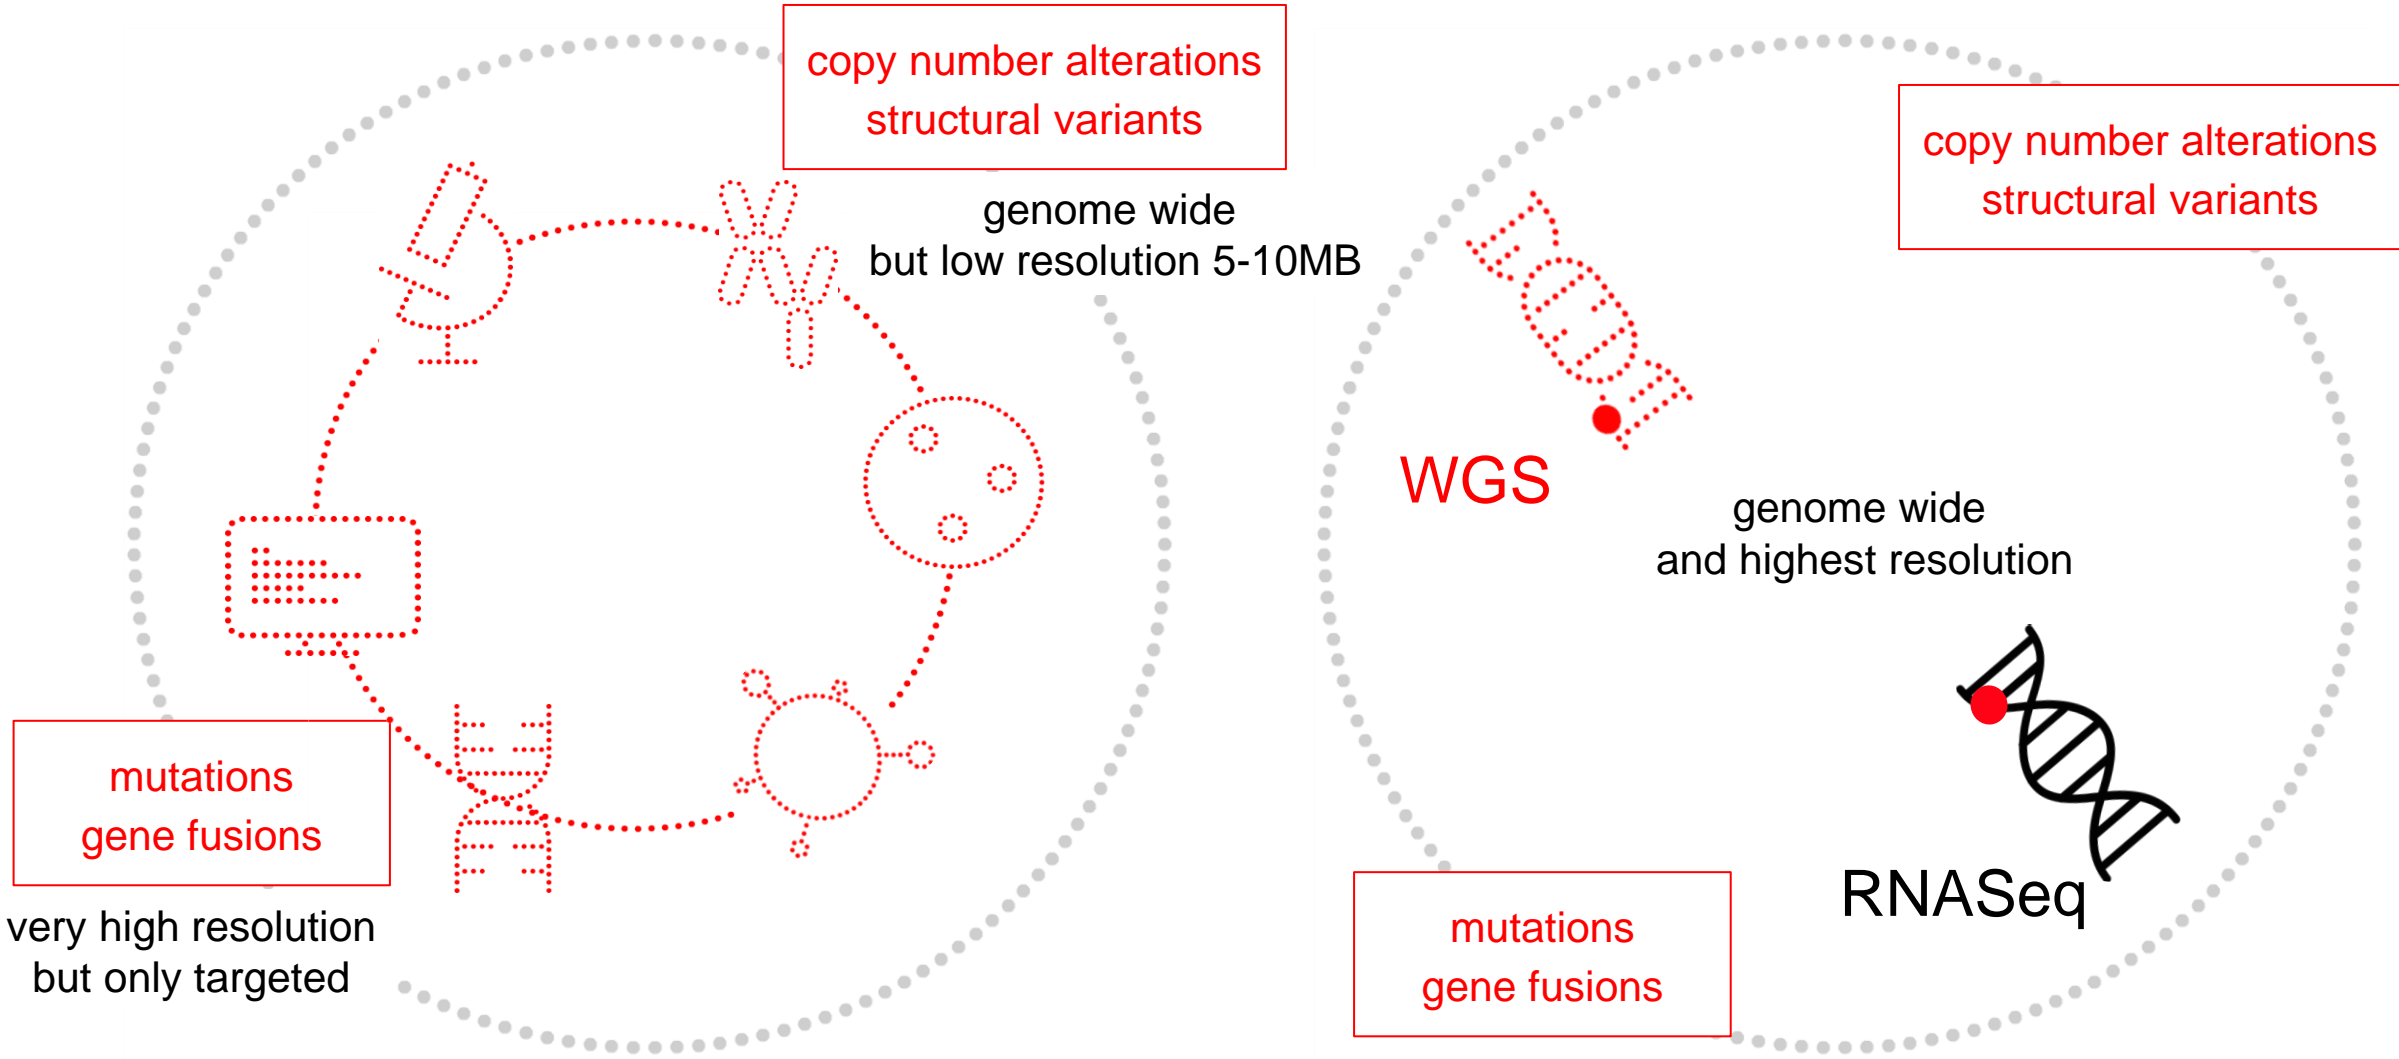 copy number alterations
structural variants
genome wide
but low resolution 5-10MB
mutations
gene fusions
very high resolution
but only targeted
copy number alterations
structural variants
WGS
genome wide
and highest resolution
RNASeq
mutations
gene fusions